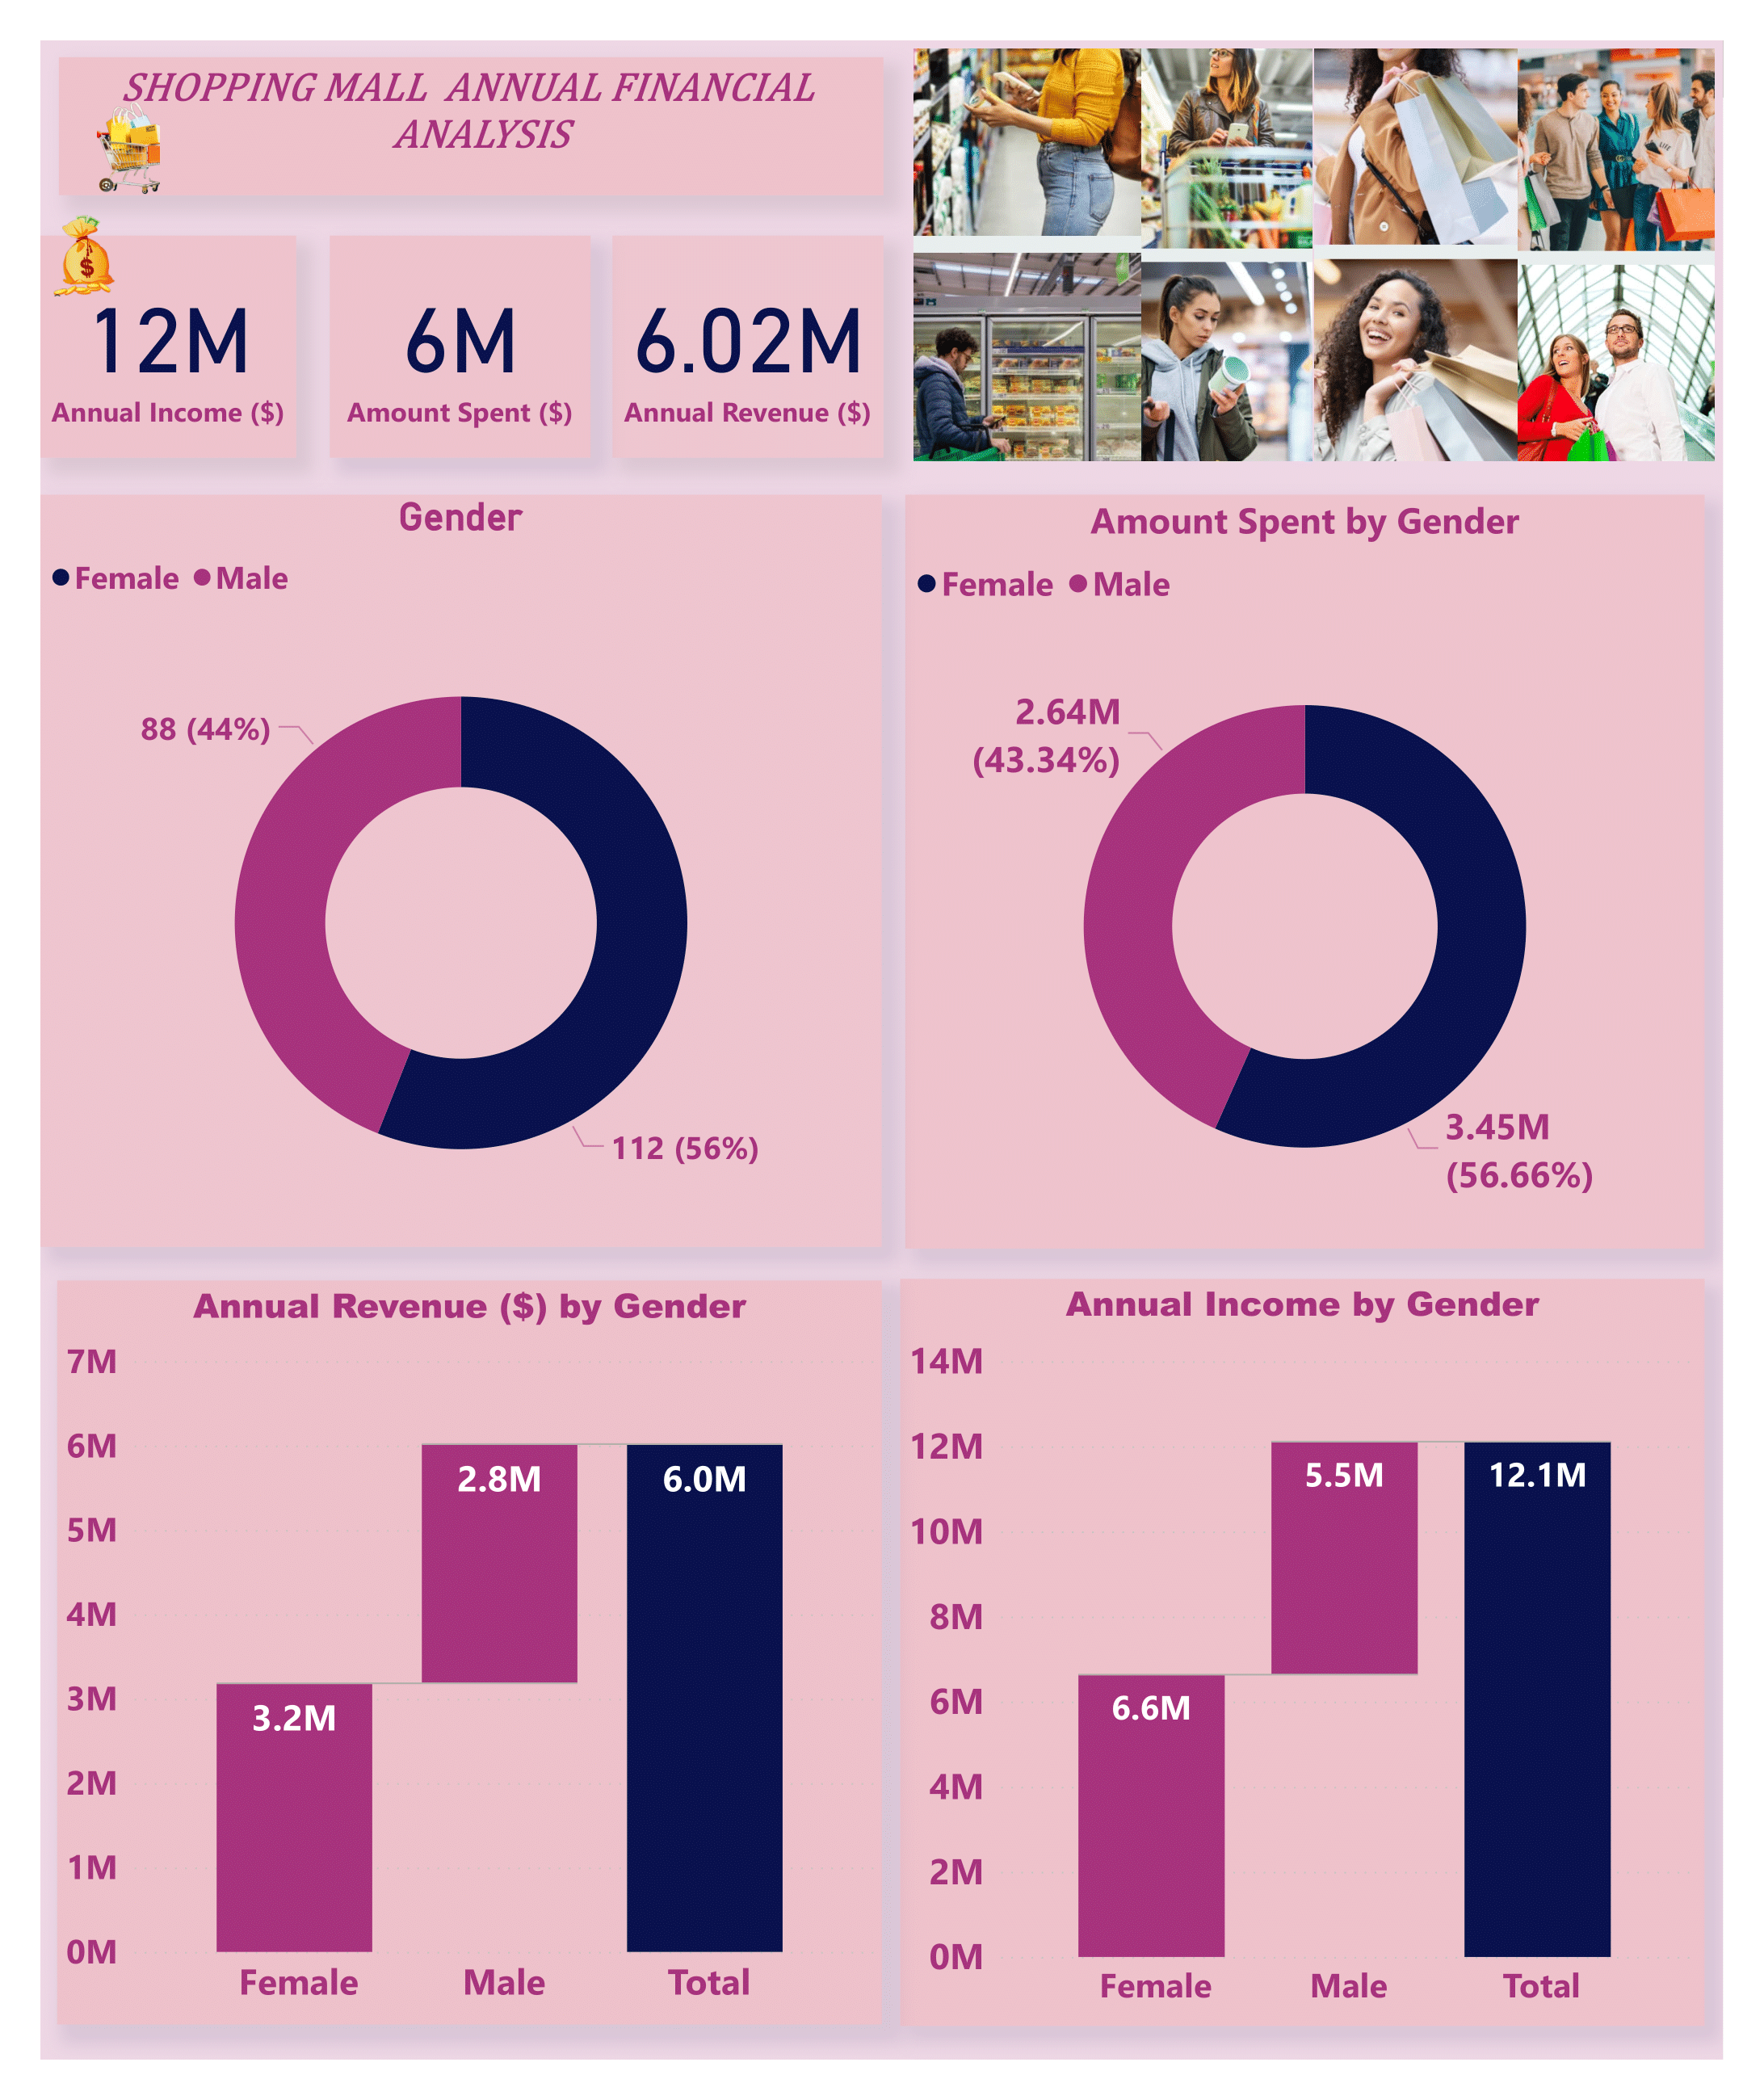 SHOPPING MALL  ANNUAL FINANCIAL
ANALYSIS
12M
Annual Income ($)
6M
Amount Spent ($)
6.02M
Annual Revenue ($)
Gender
Female Male
88 (44%)
112 (56%)
Amount Spent by Gender
Female Male
2.64M
(43.34%)
3.45M
(56.66%)
Annual Revenue ($) by Gender
7M
6M
5M
4M
3M
2M
1M
0M
3.2M
2.8M
6.0M
Female Male Total
Annual Income by Gender
14M
12M
10M
8M
6M
4M
2M
0M
6.6M
5.5M
12.1M
Female Male Total